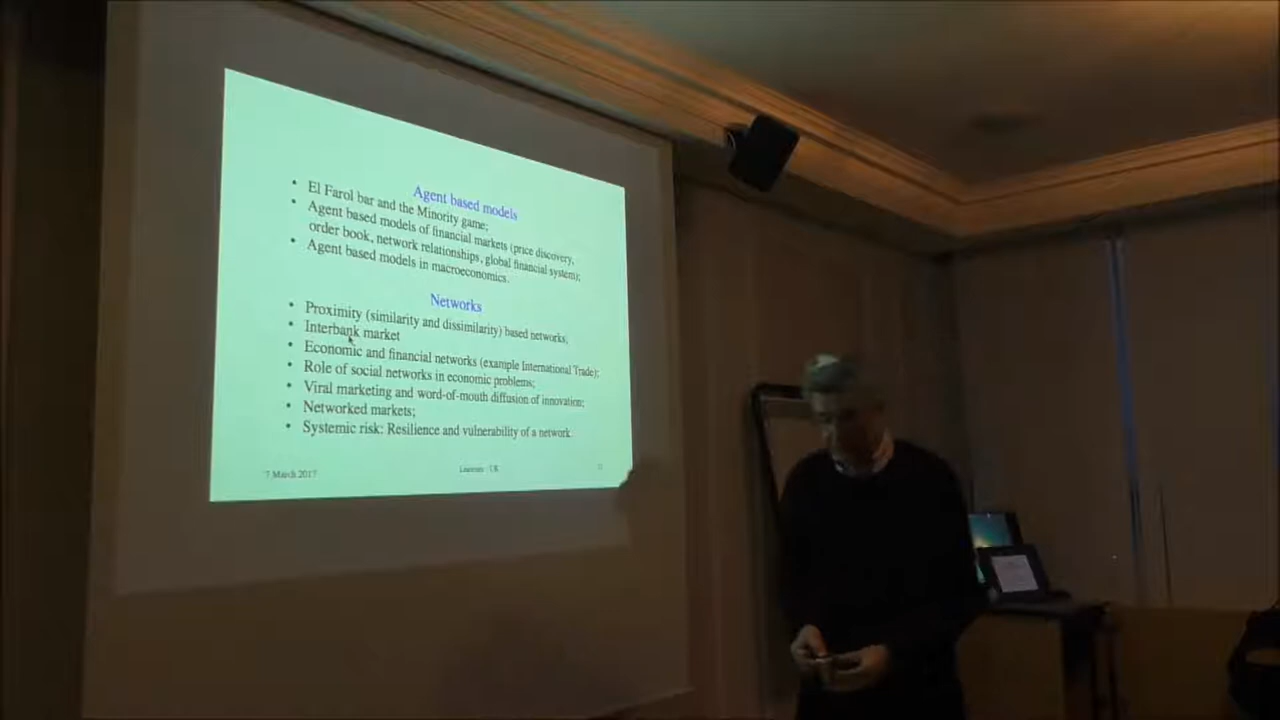 Agent based models
• El Farol bar and the Minority game;
• Agent based models of financial markets (price discovery,
order book, network relationships, global financial system);
• Agent based models in macroeconomics.
Networks
• Proximity (similarity and dissimilarity) based networks;
• Interbank market
• Economic and financial networks (example International Trade);
• Role of social networks in economic problems;
• Viral marketing and word-of-mouth diffusion of innovation;
• Networked markets;
• Systemic risk: Resilience and vulnerability of a network.
7 March 2017
UK